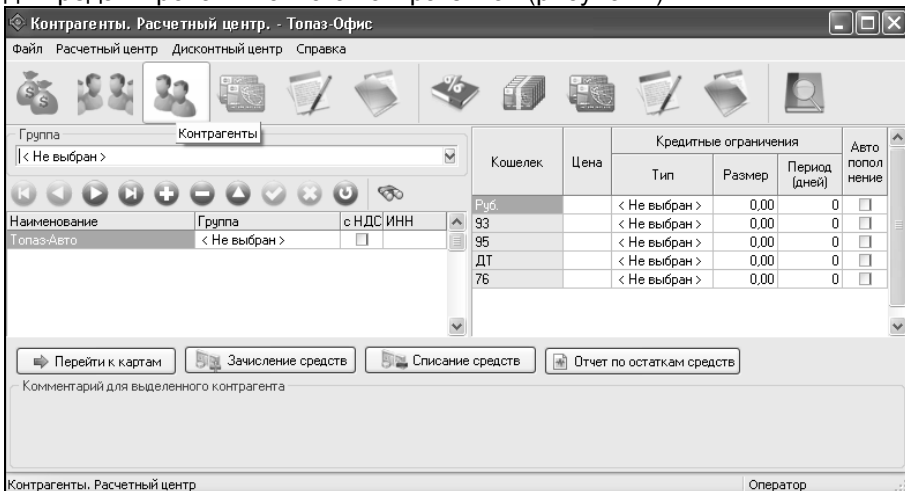 Контрагенты. Расчетный центр. - Топаз-Офис
Файл Расчетный центр Дисконтный центр Справка
Контрагенты
Группа
< Не выбран >
Наименование Группа с НДС ИНН
Топаз-Авто < Не выбран >
Кошелек Цена Кредитные ограничения Авто пополнение
Тип Размер Период (дней)
Руб. < Не выбран > 0,00 0
93 < Не выбран > 0,00 0
95 < Не выбран > 0,00 0
ДТ < Не выбран > 0,00 0
76 < Не выбран > 0,00 0
Перейти к картам Зачисление средств Списание средств Отчет по остаткам средств
Комментарий для выделенного контрагента
Контрагенты. Расчетный центр Оператор